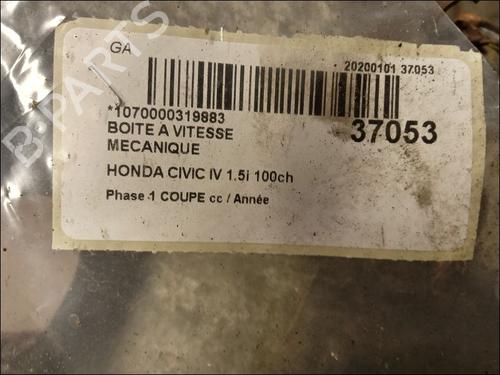 GA
20200101 37053
*1070000319883
BOITE A VITESSE
MECANIQUE
37053
HONDA CIVIC IV 1.5i 100ch
Phase 1 COUPE cc / Année
B-PARTS